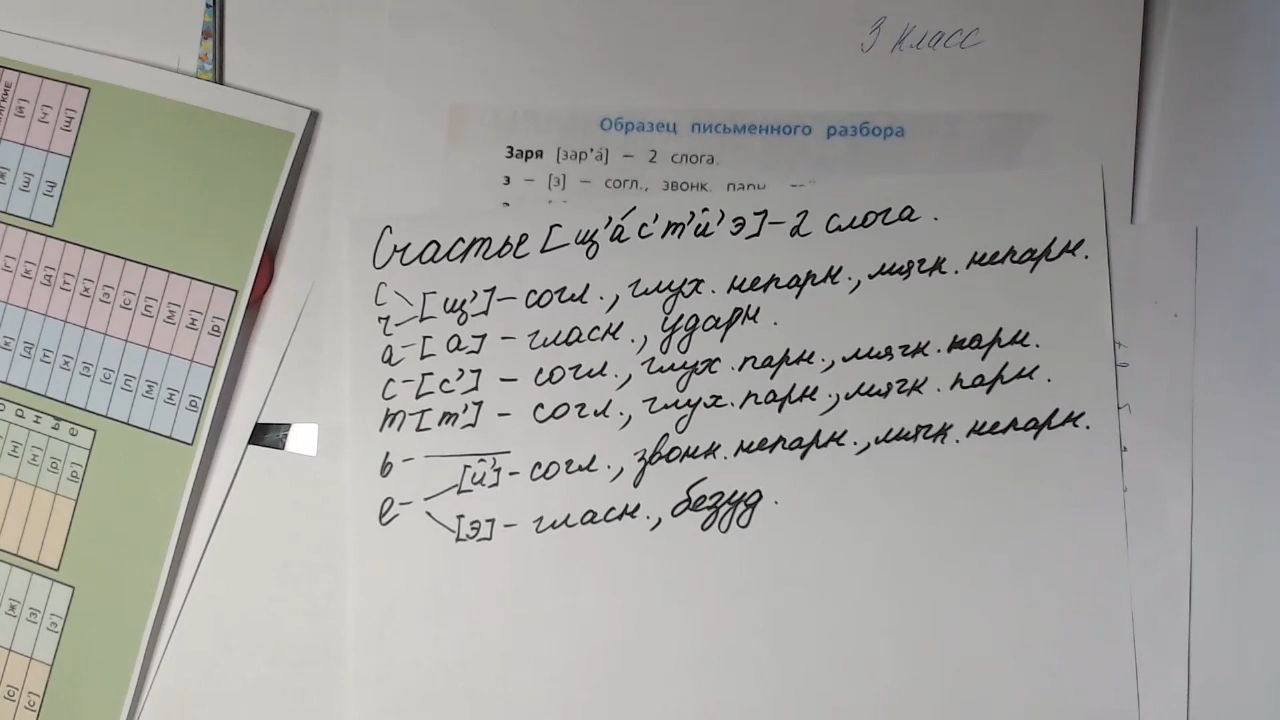 3 класс
Образец письменного разбора
Заря [зар’а́] – 2 слога
з – [з] – согл., звонк. парн
Счастье [щ’а́с’т’й’э] – 2 слога.
с
ч [щ’] – согл., глух. непарн., мягк. непарн.
а – [а] – гласн., ударн.
с – [с’] – согл., глух. парн., мягк. парн.
т [т’] – согл., глух. парн., мягк. парн.
ь –
[й’] – согл., звонк. непарн., мягк. непарн.
е –
[э] – гласн., безуд.
[й’]
[ч’]
[щ’]
[ж]
[ш]
[ц]
[г’]
[к’]
[д’]
[т’]
[х’]
[з’]
[с’]
[п’]
[м’]
[н’]
[р’]
[к]
[д]
[т]
[х]
[з]
[с]
[п]
[м]
[н]
[р]
р н ы е
[н]
[н’]
[р]
[р’]
[ж]
[з]
[з’]
[с]
[с’]